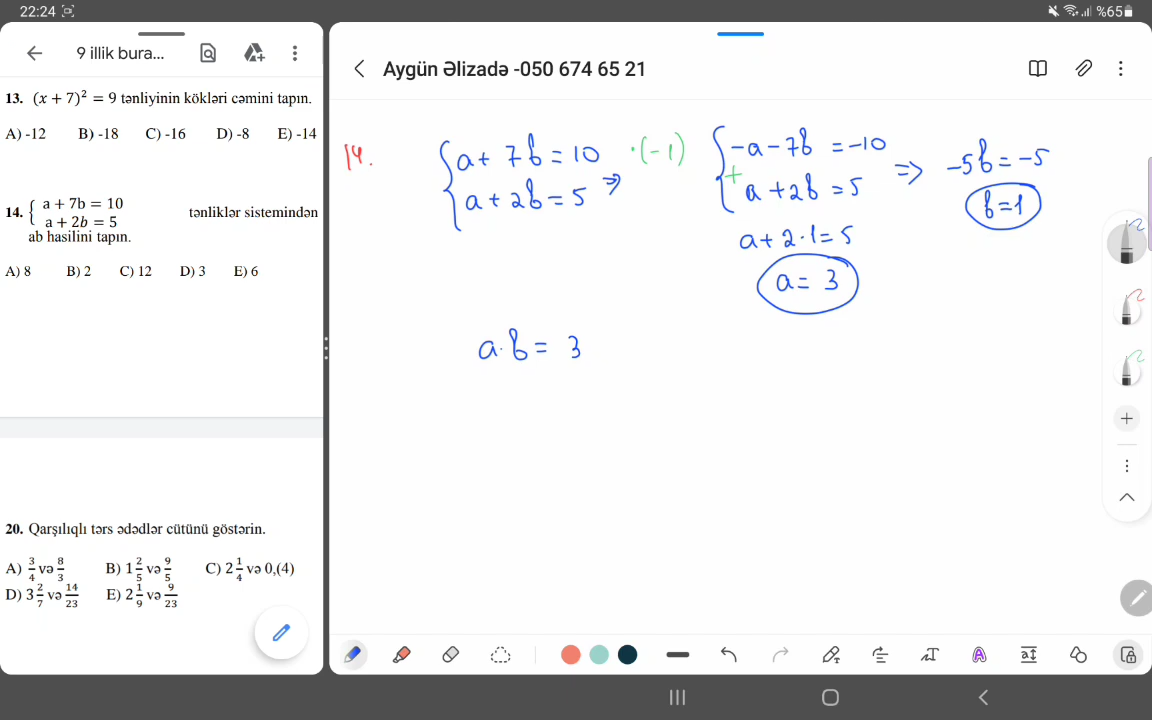 22:24 %65
9 illik bura...
13. (x + 7)² = 9 tənliyinin kökləri cəmini tapın.
A) -12 B) -18 C) -16 D) -8 E) -14
14. { a + 7b = 10
a + 2b = 5 tənliklər sistemindən
ab hasilini tapın.
A) 8 B) 2 C) 12 D) 3 E) 6
20. Qarşılıqlı tərs ədədlər cütünü göstərin.
A) 3/4 və 8/3 B) 1 2/5 və 9/5 C) 2 1/4 və 0,(4)
D) 3 2/7 və 14/23 E) 2 1/9 və 9/23
Aygün Əlizadə -050 674 65 21
14. { a + 7b = 10 ·(-1) { -a - 7b = -10 ⇒ -5b = -5
a + 2b = 5 ⇒ + a + 2b = 5 b = 1
a + 2·1 = 5
a = 3
a·b = 3